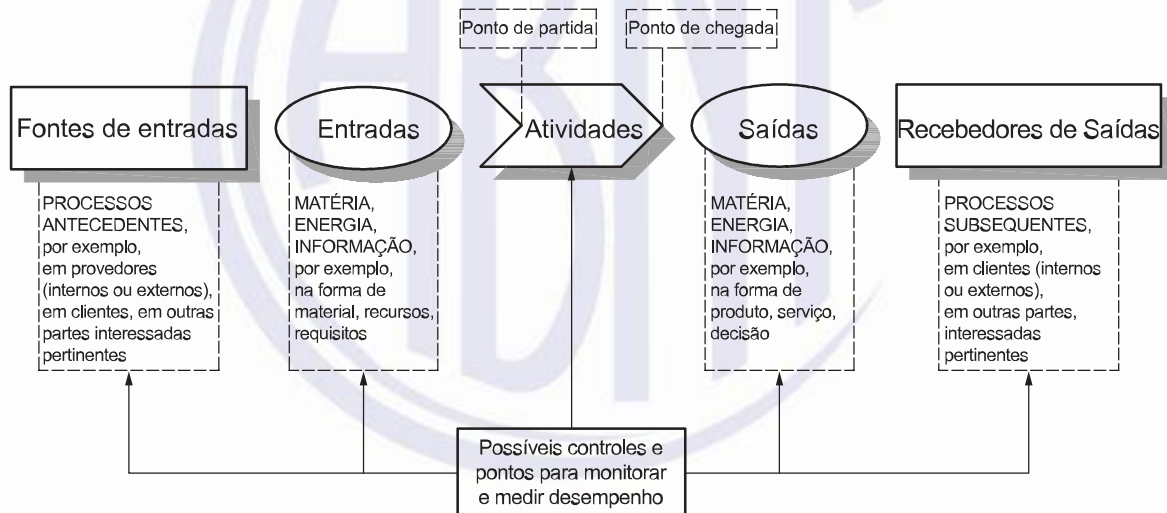 Ponto de partida
Ponto de chegada
Fontes de entradas
Entradas
Atividades
Saídas
Recebedores de Saídas
PROCESSOS
ANTECEDENTES,
por exemplo,
em provedores
(internos ou externos),
em clientes, em outras
partes interessadas
pertinentes
MATÉRIA,
ENERGIA,
INFORMAÇÃO,
por exemplo,
na forma de
material, recursos,
requisitos
MATÉRIA,
ENERGIA,
INFORMAÇÃO,
por exemplo,
na forma de
produto, serviço,
decisão
PROCESSOS
SUBSEQUENTES,
por exemplo,
em clientes (internos
ou externos),
em outras partes,
interessadas
pertinentes
Possíveis controles e
pontos para monitorar
e medir desempenho
ABNT